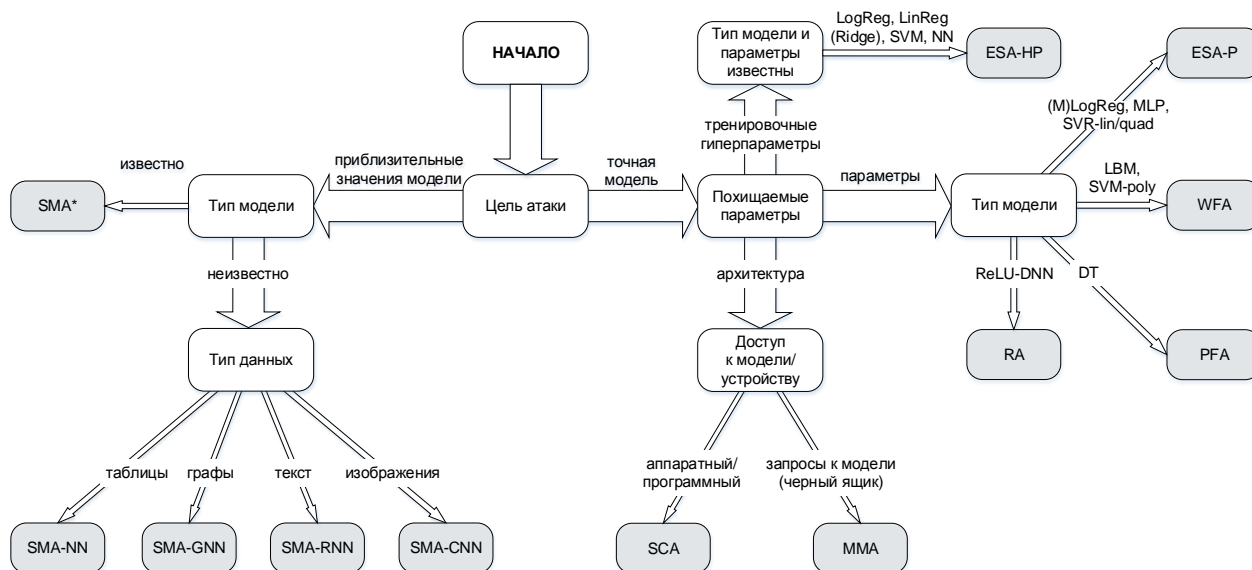 НАЧАЛО
Тип модели и
параметры
известны
LogReg, LinReg
(Ridge), SVM, NN
ESA-HP
ESA-P
(M)LogReg, MLP,
SVR-lin/quad
тренировочные
гиперпараметры
известно
приблизительные
значения модели
точная
модель
параметры
LBM,
SVM-poly
SMA*
Тип модели
Цель атаки
Похищаемые
параметры
Тип модели
WFA
неизвестно
архитектура
ReLU-DNN
DT
Тип данных
Доступ
к модели/
устройству
RA
PFA
таблицы
графы
текст
изображения
аппаратный/
программный
запросы к модели
(черный ящик)
SMA-NN
SMA-GNN
SMA-RNN
SMA-CNN
SCA
MMA